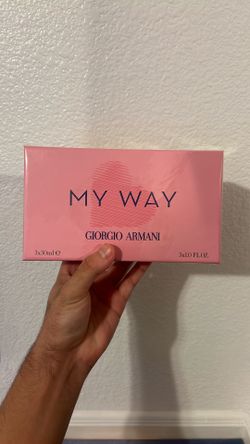 MY WAY
GIORGIO ARMANI
3x30ml ℮ 3x1.0 FL.OZ.